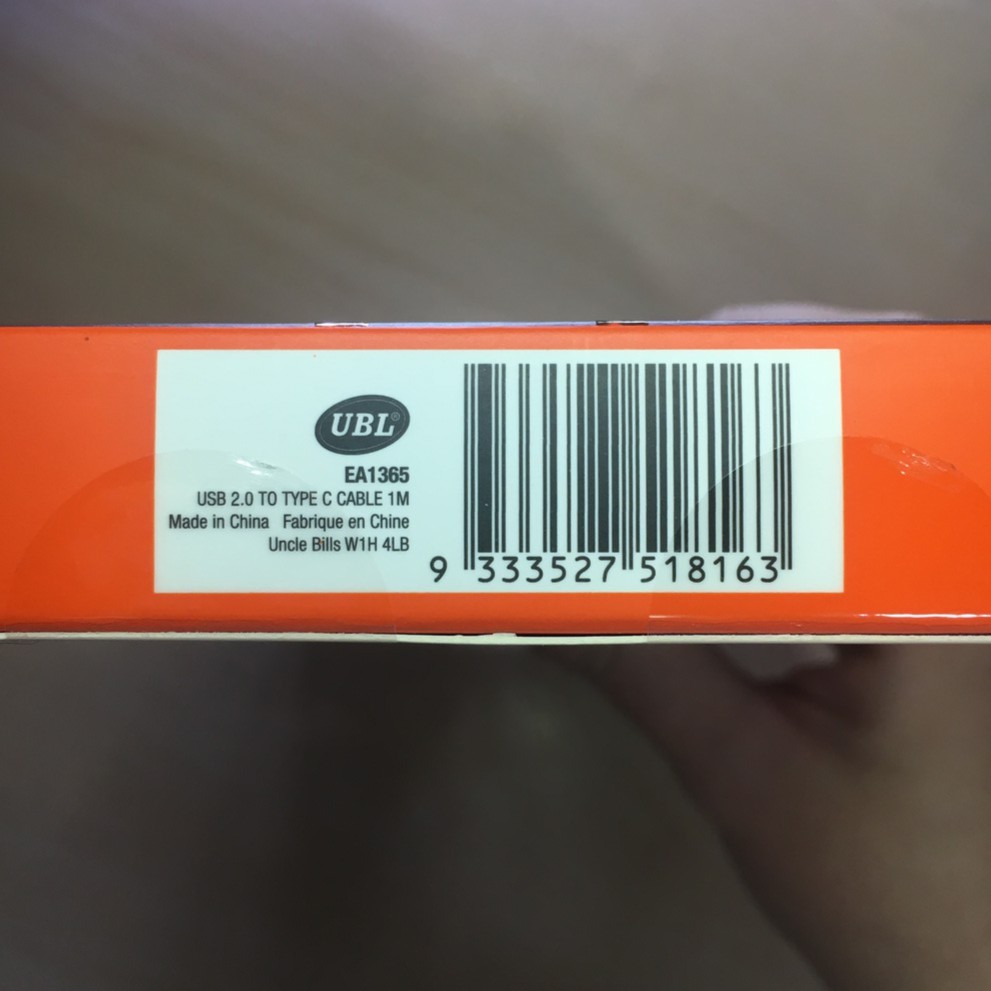 UBL®
EA1365
USB 2.0 TO TYPE C CABLE 1M
Made in China Fabrique en Chine
Uncle Bills W1H 4LB
9 333527 518163